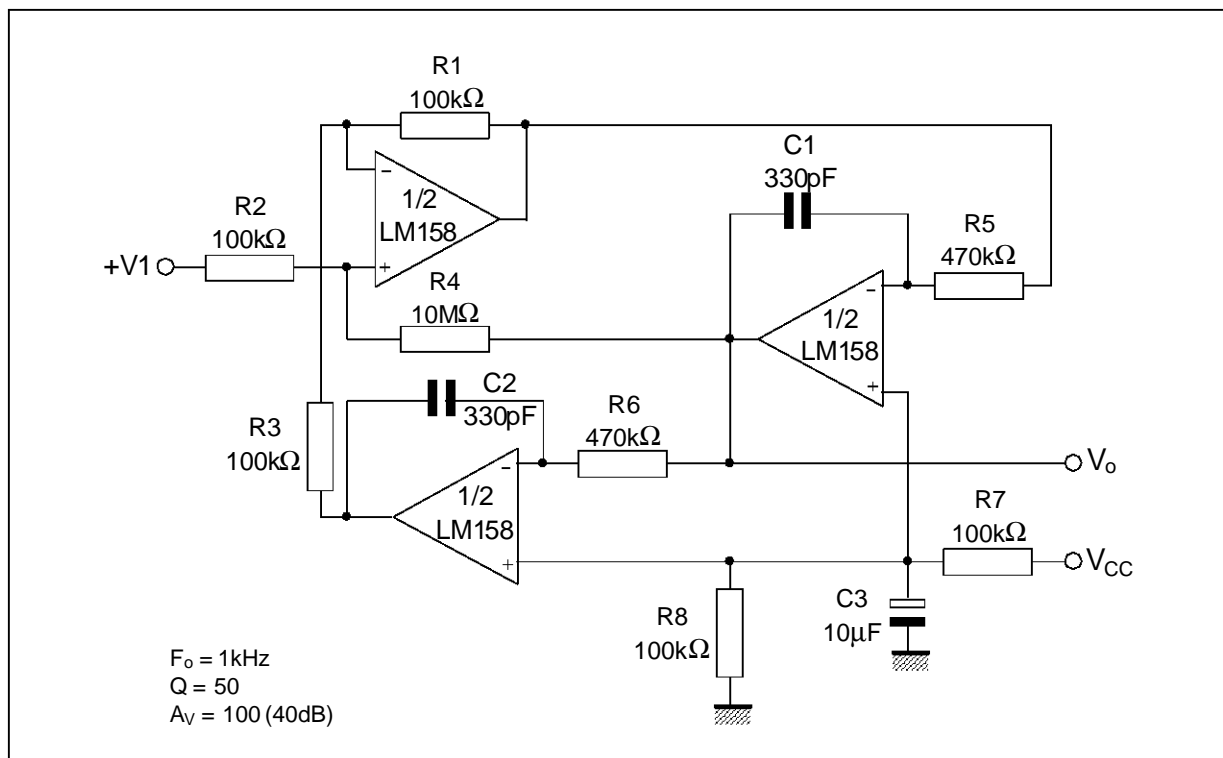 R1
100kΩ
C1
330pF
-
1/2
LM158
R2
100kΩ
R5
470kΩ
+V1
+
R4
10MΩ
-
1/2
LM158
+
C2
330pF
R6
470kΩ
R3
100kΩ
-
1/2
LM158
+
Vo
R7
100kΩ
VCC
R8
100kΩ
C3
10µF
Fo = 1kHz
Q = 50
AV = 100 (40dB)